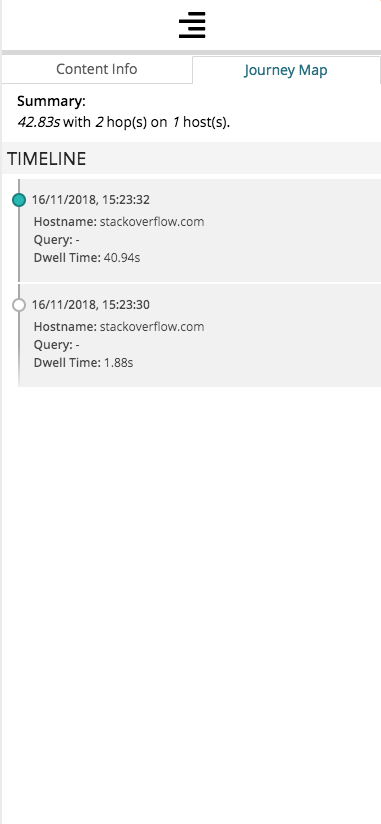 Content Info
Journey Map
Summary:
42.83s with 2 hop(s) on 1 host(s).
TIMELINE
16/11/2018, 15:23:32
Hostname: stackoverflow.com
Query: -
Dwell Time: 40.94s
16/11/2018, 15:23:30
Hostname: stackoverflow.com
Query: -
Dwell Time: 1.88s